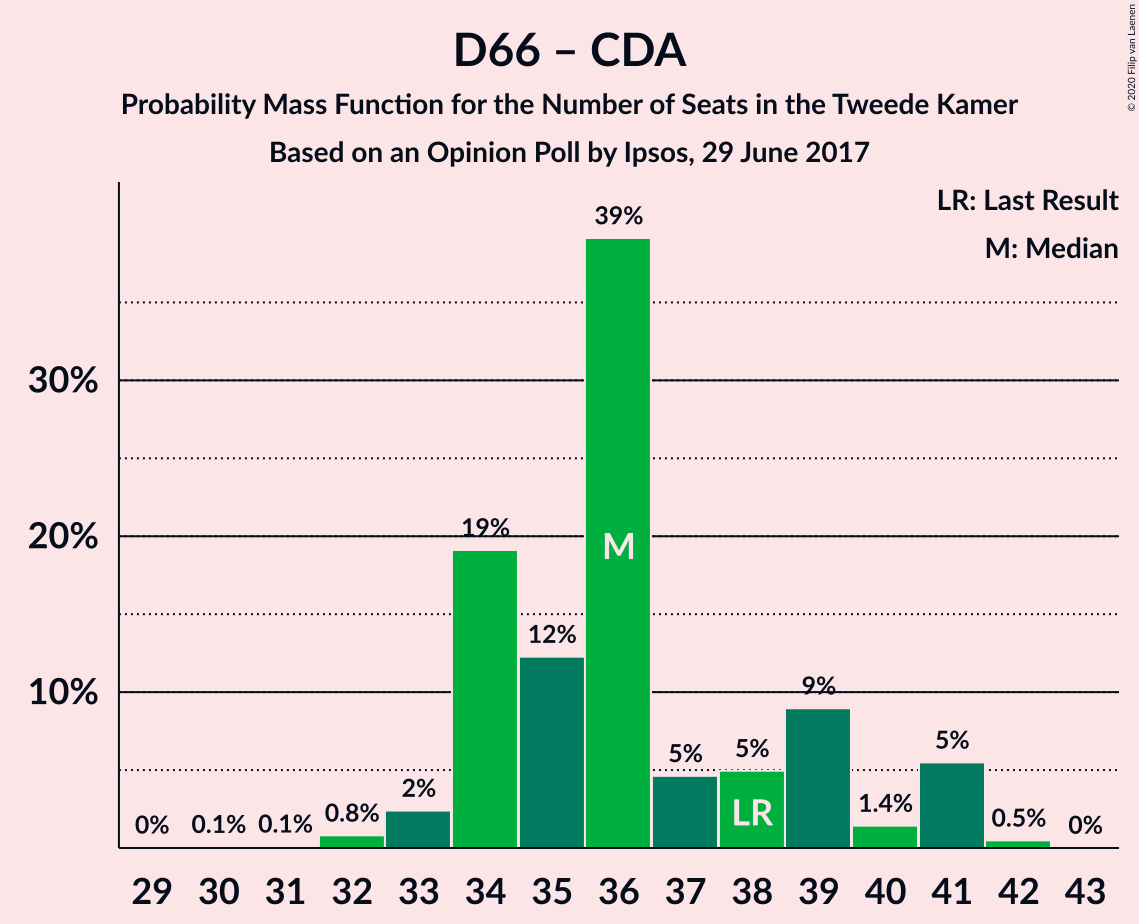 D66 – CDA
Probability Mass Function for the Number of Seats in the Tweede Kamer
Based on an Opinion Poll by Ipsos, 29 June 2017
© 2020 Filip van Laenen
LR: Last Result
M: Median
30%
20%
10%
0%
0.1%
0.1%
0.8%
2%
19%
12%
39%
5%
5%
9%
1.4%
5%
0.5%
0%
M
LR
29 30 31 32 33 34 35 36 37 38 39 40 41 42 43